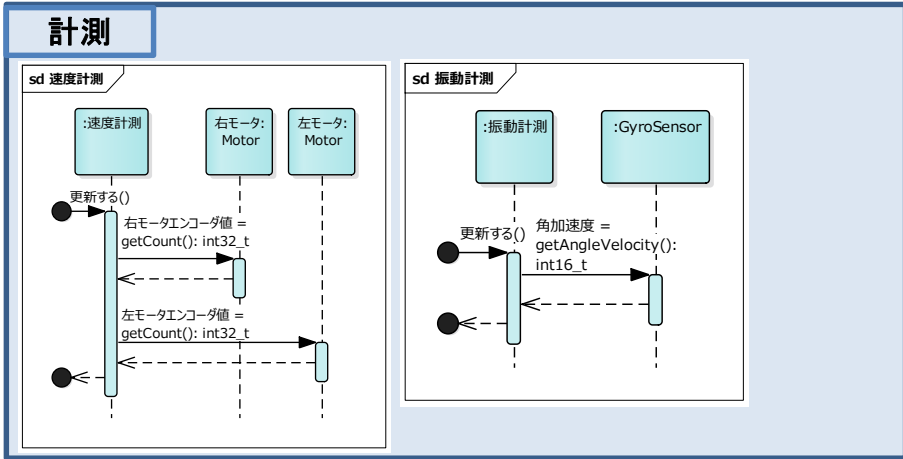 計測
sd 速度計測
:速度計測
右モータ:
Motor
左モータ:
Motor
更新する()
右モータエンコーダ値 =
getCount(): int32_t
左モータエンコーダ値 =
getCount(): int32_t
sd 振動計測
:振動計測
:GyroSensor
更新する()
角加速度 =
getAngleVelocity():
int16_t